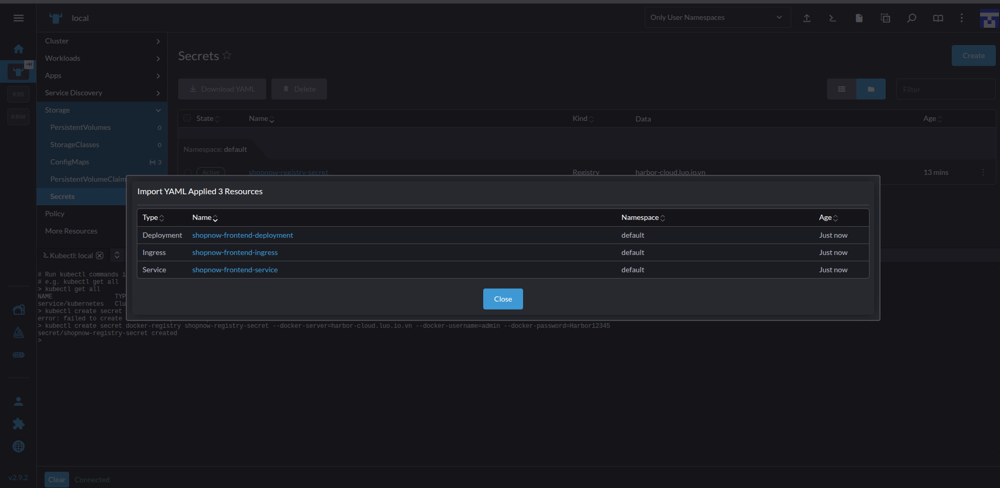 local
Only User Namespaces
K8S
K8W
v2.9.2
Cluster
Workloads
Apps
Service Discovery
Storage
PersistentVolumes 0
StorageClasses 0
ConfigMaps 3
PersistentVolumeClaim
Secrets
Policy
More Resources
Secrets
Create
Download YAML
Delete
Filter
State Name Kind Data Age
Namespace: default
Active shopnow-registry-secret Registry harbor-cloud.luo.io.vn 13 mins
Import YAML Applied 3 Resources
Type Name Namespace Age
Deployment shopnow-frontend-deployment default Just now
Ingress shopnow-frontend-ingress default Just now
Service shopnow-frontend-service default Just now
Close
Kubectl: local
# Run kubectl commands i
# e.g. kubectl get all
> kubectl get all
NAME TYP
service/kubernetes Clu
> kubectl create secret
error: failed to create
> kubectl create secret docker-registry shopnow-registry-secret --docker-server=harbor-cloud.luo.io.vn --docker-username=admin --docker-password=Harbor12345
secret/shopnow-registry-secret created
>
Clear Connected